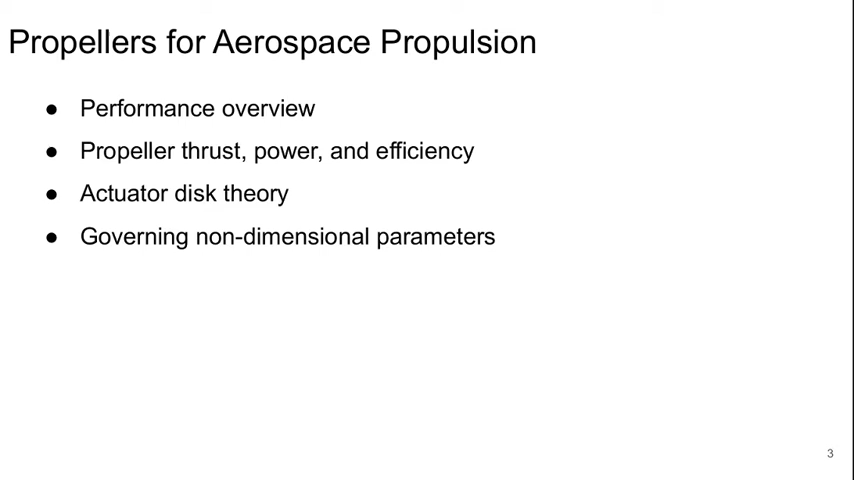 Propellers for Aerospace Propulsion
● Performance overview
● Propeller thrust, power, and efficiency
● Actuator disk theory
● Governing non-dimensional parameters
3